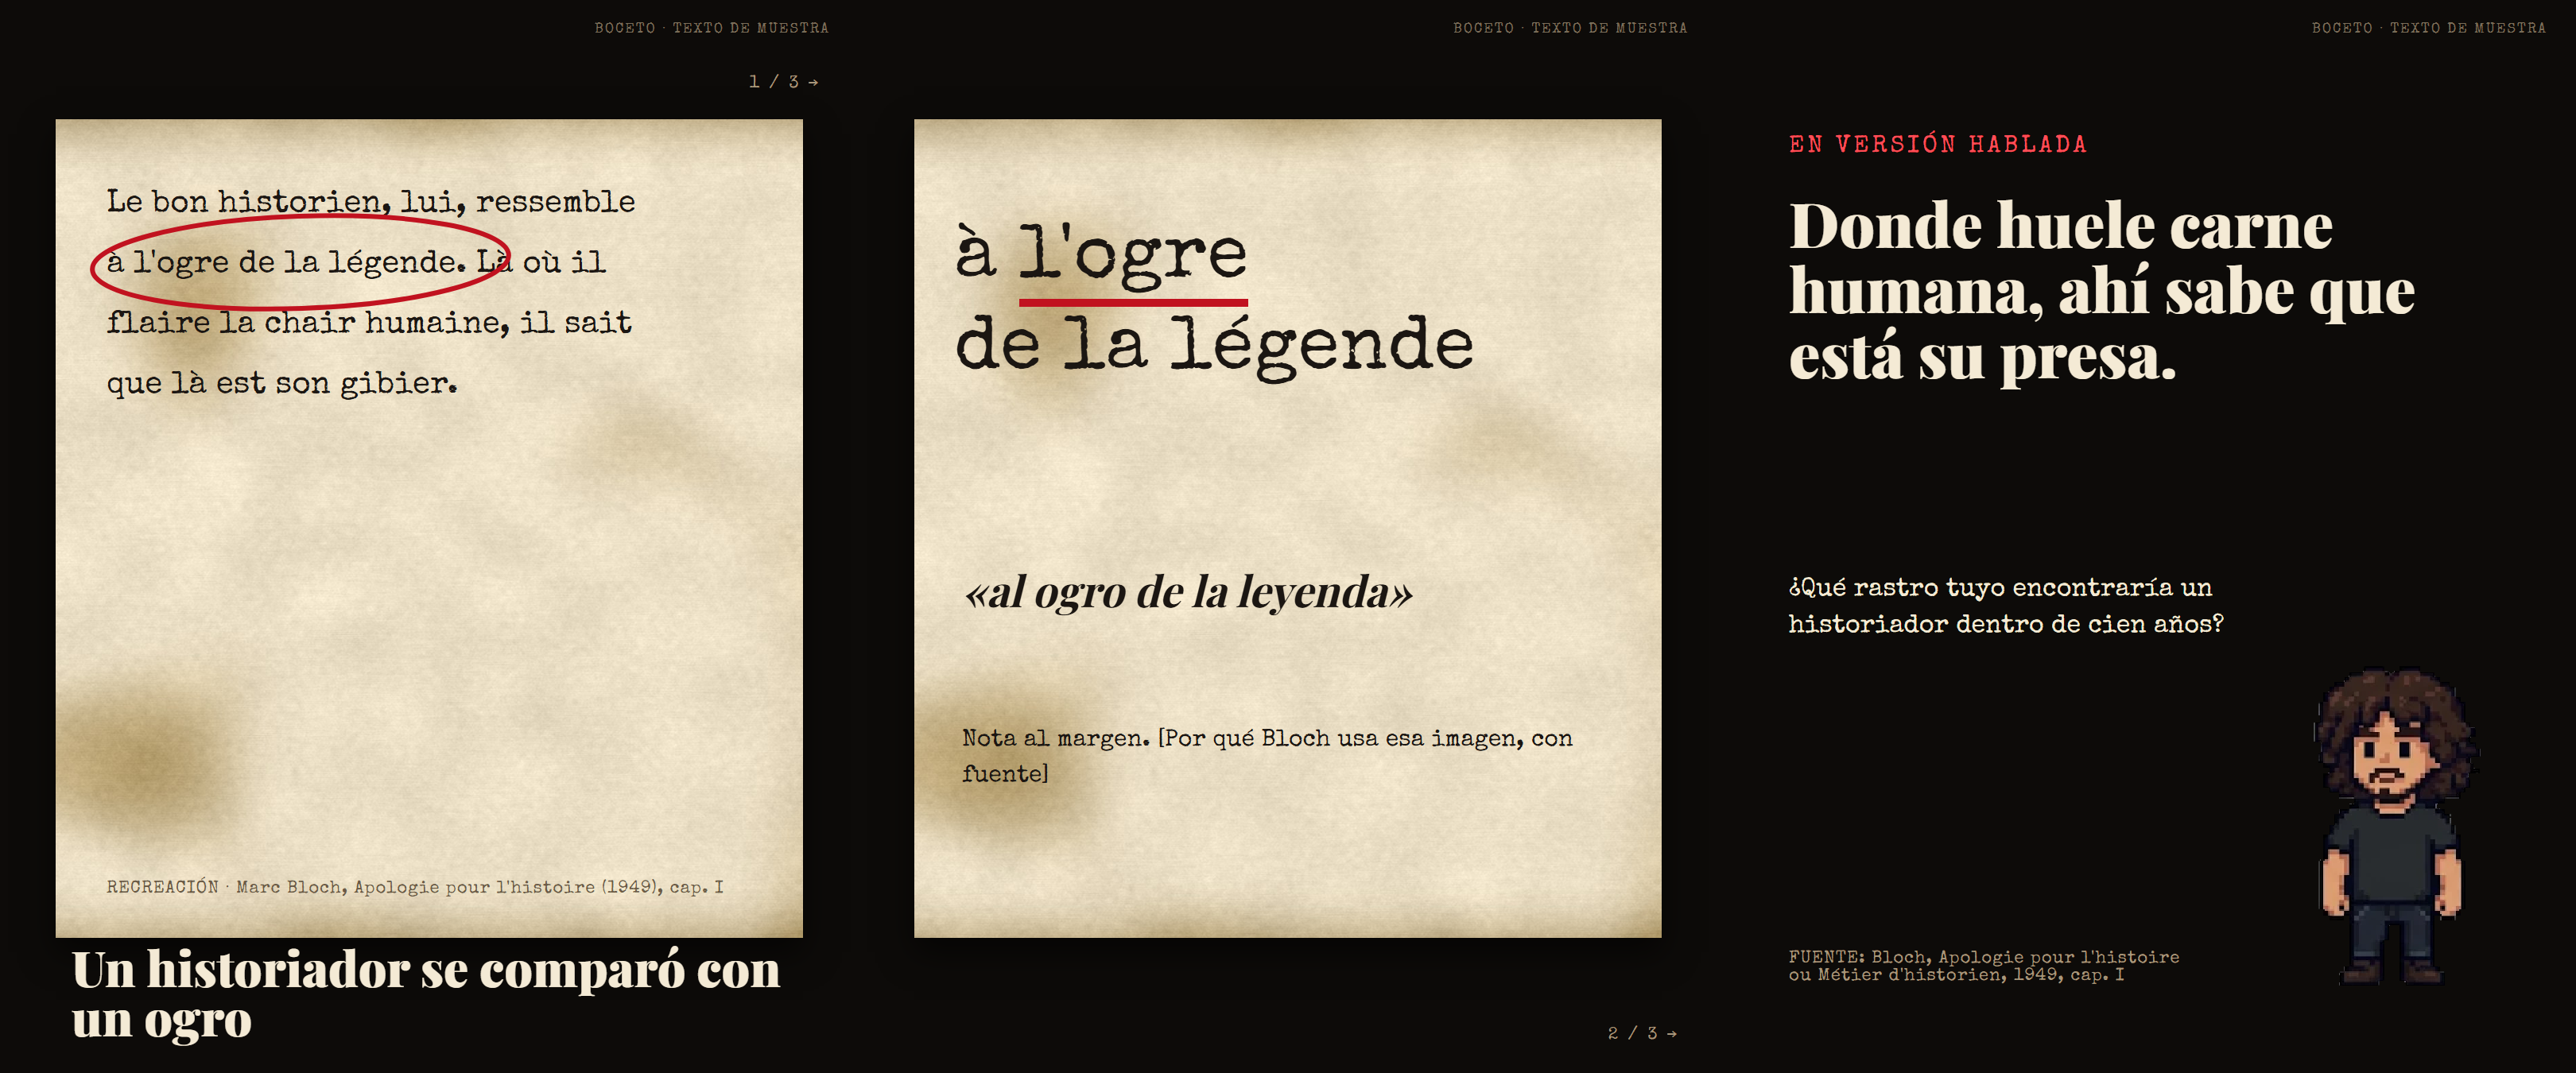 BOCETO · TEXTO DE MUESTRA
1 / 3 →
Le bon historien, lui, ressemble
à l'ogre de la légende. Là où il
flaire la chair humaine, il sait
que là est son gibier.
RECREACIÓN · Marc Bloch, Apologie pour l'histoire (1949), cap. I
Un historiador se comparó con
un ogro
BOCETO · TEXTO DE MUESTRA
à l'ogre
de la légende
«al ogro de la leyenda»
Nota al margen. [Por qué Bloch usa esa imagen, con
fuente]
2 / 3 →
BOCETO · TEXTO DE MUESTRA
EN VERSIÓN HABLADA
Donde huele carne
humana, ahí sabe que
está su presa.
¿Qué rastro tuyo encontraría un
historiador dentro de cien años?
FUENTE: Bloch, Apologie pour l'histoire
ou Métier d'historien, 1949, cap. I